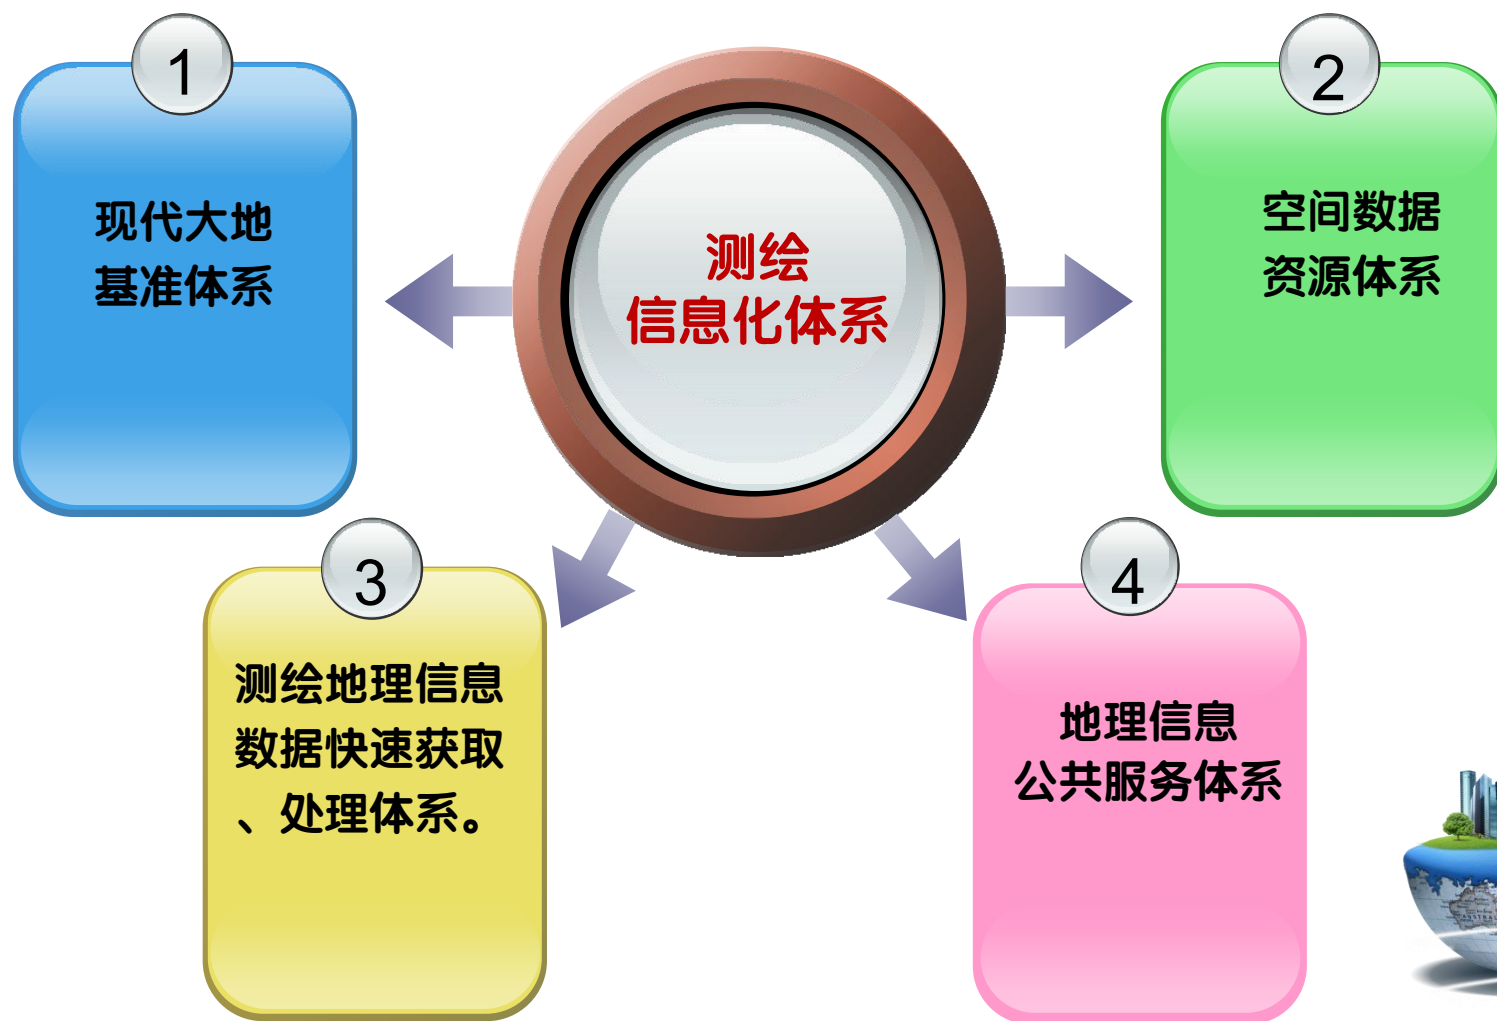 1
现代大地
基准体系
测绘
信息化体系
2
空间数据
资源体系
3
测绘地理信息
数据快速获取
、处理体系。
4
地理信息
公共服务体系